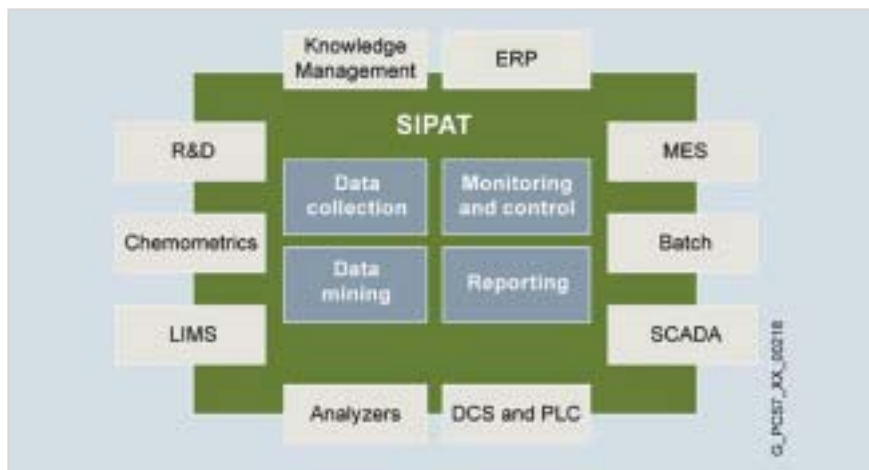 Knowledge
Management
ERP
SIPAT
R&D
MES
Data
collection
Monitoring
and control
Chemometrics
Batch
Data
mining
Reporting
LIMS
SCADA
Analyzers
DCS and PLC
G_PCS7_XX_00218